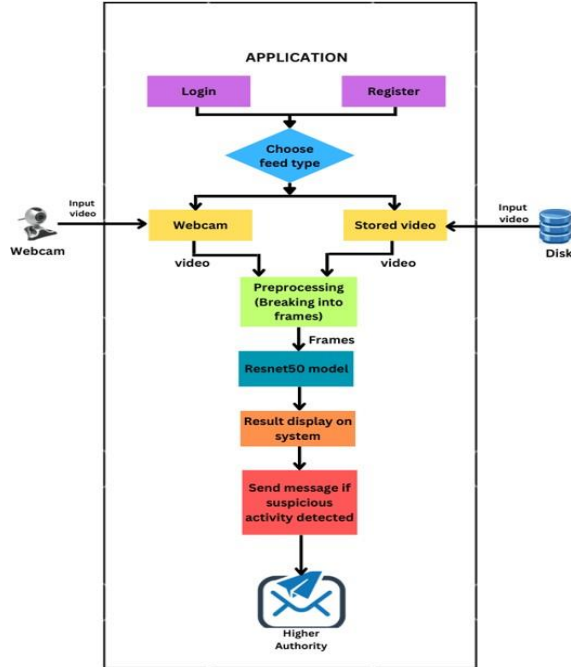 APPLICATION
Login
Register
Choose
feed type
Input
video
Webcam
Webcam
Stored video
Input
video
Disk
video
video
Preprocessing
(Breaking into
frames)
Frames
Resnet50 model
Result display on
system
Send message if
suspicious
activity detected
Higher
Authority